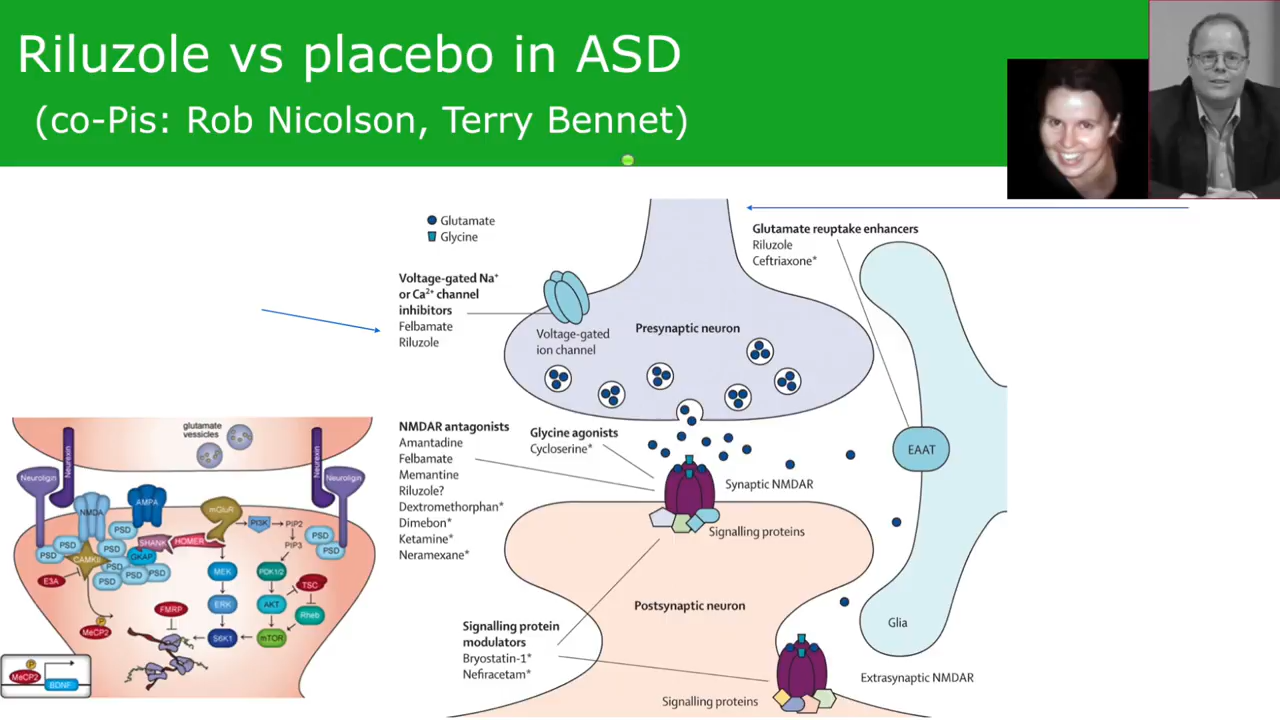 Riluzole vs placebo in ASD
(co-Pis: Rob Nicolson, Terry Bennet)
Glutamate
Glycine
Voltage-gated Na⁺
or Ca²⁺ channel
inhibitors
Felbamate
Riluzole
Voltage-gated
ion channel
Presynaptic neuron
Glutamate reuptake enhancers
Riluzole
Ceftriaxone*
EAAT
NMDAR antagonists
Amantadine
Felbamate
Memantine
Riluzole?
Dextromethorphan*
Dimebon*
Ketamine*
Neramexane*
Glycine agonists
Cycloserine*
Synaptic NMDAR
Signalling proteins
Postsynaptic neuron
Glia
Signalling protein
modulators
Bryostatin-1*
Nefiracetam*
Extrasynaptic NMDAR
Signalling proteins
glutamate
vessicles
Neurexin
Neurexin
Neuroligin
Neuroligin
NMDA
AMPA
mGluR
PI3K
PIP2
PIP3
PSD
PSD
PSD
PSD
PSD
PSD
PSD
PSD
PSD
PSD
SHANK
HOMER
GKAP
CAMKII
E3A
MEK
PDK1/2
TSC
ERK
AKT
Rheb
FMRP
S6K1
mTOR
P
MeCP2
P
MeCP2
BDNF